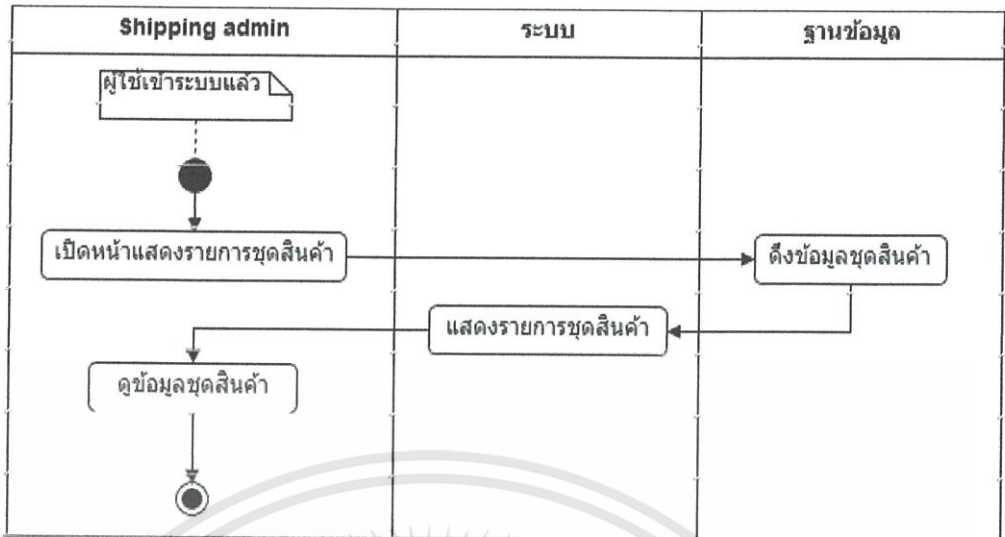 Shipping admin
ระบบ
ฐานข้อมูล
ผู้ใช้เข้าระบบแล้ว
เปิดหน้าแสดงรายการชุดสินค้า
ดึงข้อมูลชุดสินค้า
แสดงรายการชุดสินค้า
ดูข้อมูลชุดสินค้า